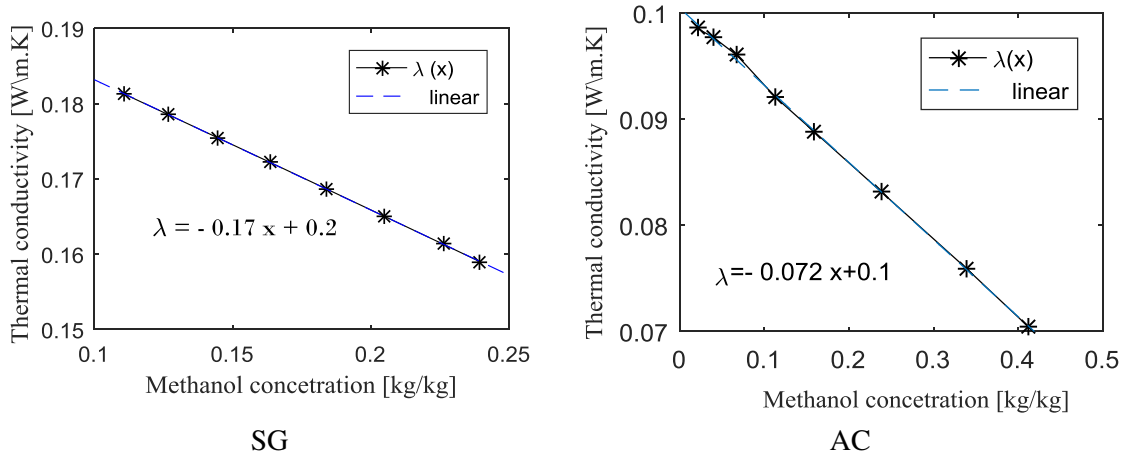 Thermal conductivity [W\m.K]
0.19
0.18
0.17
0.16
0.15
λ (x)
linear
λ = - 0.17 x + 0.2
0.1 0.15 0.2 0.25
Methanol concetration [kg/kg]
SG
Thermal conductivity [W\m.K]
0.1
0.09
0.08
0.07
λ(x)
linear
λ=- 0.072 x+0.1
0 0.1 0.2 0.3 0.4 0.5
Methanol concetration [kg/kg]
AC